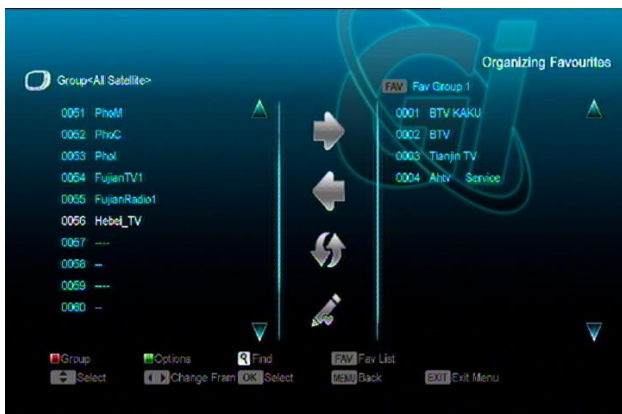 Organizing Favourites
Group<All Satellite>
FAV Fav Group 1
0051 PhoM
0052 PhoC
0053 Phol
0054 FujianTV1
0055 FujianRadio1
0056 Hebei_TV
0057 ----
0058 --
0059 ----
0060 --
0001 BTV KAKU
0002 BTV
0003 Tianjin TV
0004 Ahtv Service
Group Options Find FAV Fav List
Select Change Fram OK Select MENU Back EXIT Exit Menu